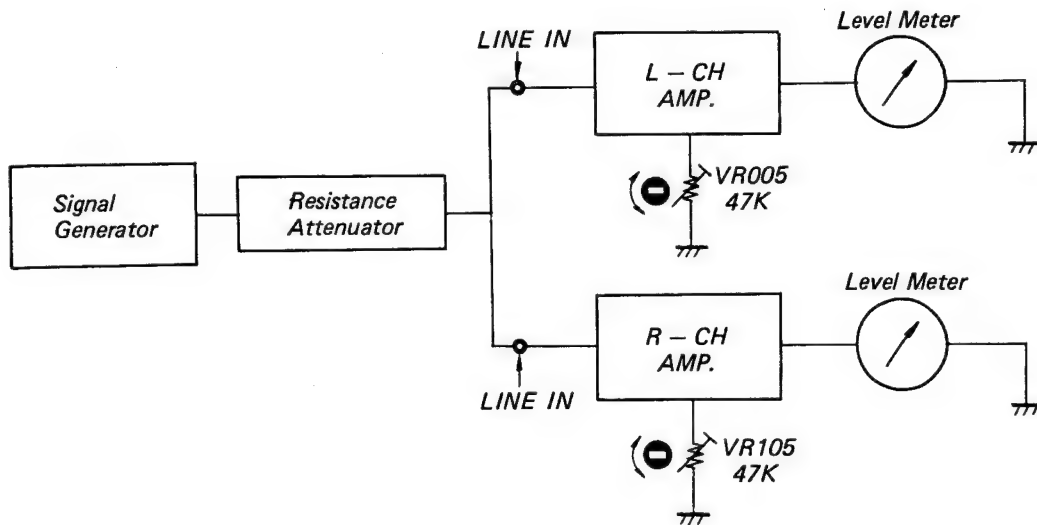 Level Meter
LINE IN
L – CH
AMP.
VR005
47K
Signal
Generator
Resistance
Attenuator
Level Meter
R – CH
AMP.
LINE IN
VR105
47K